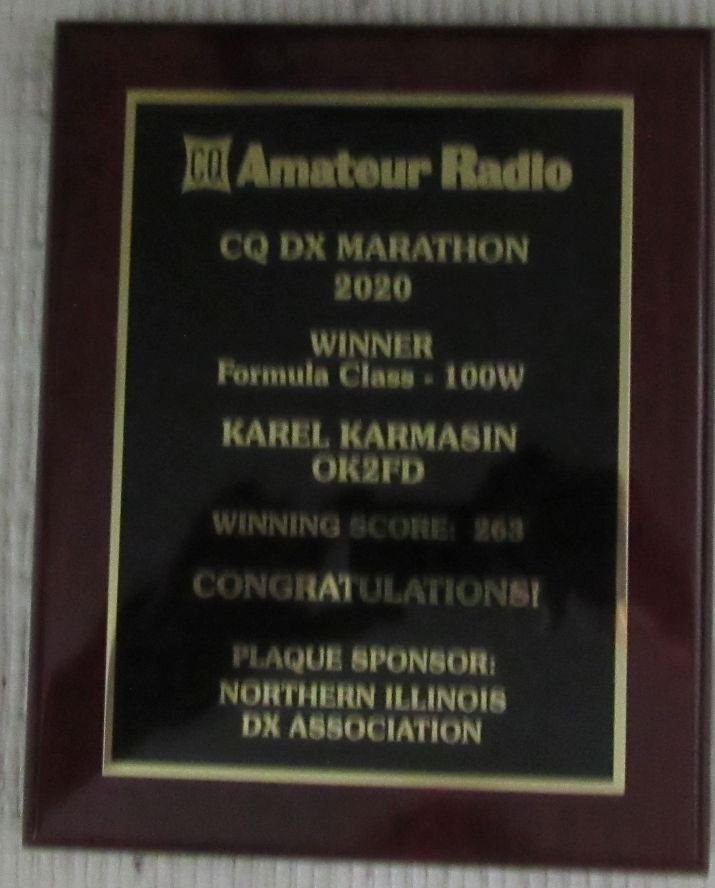 CQ Amateur Radio
CQ DX MARATHON
2020
WINNER
Formula Class - 100W
KAREL KARMASIN
OK2FD
WINNING SCORE: 263
CONGRATULATIONS!
PLAQUE SPONSOR:
NORTHERN ILLINOIS
DX ASSOCIATION